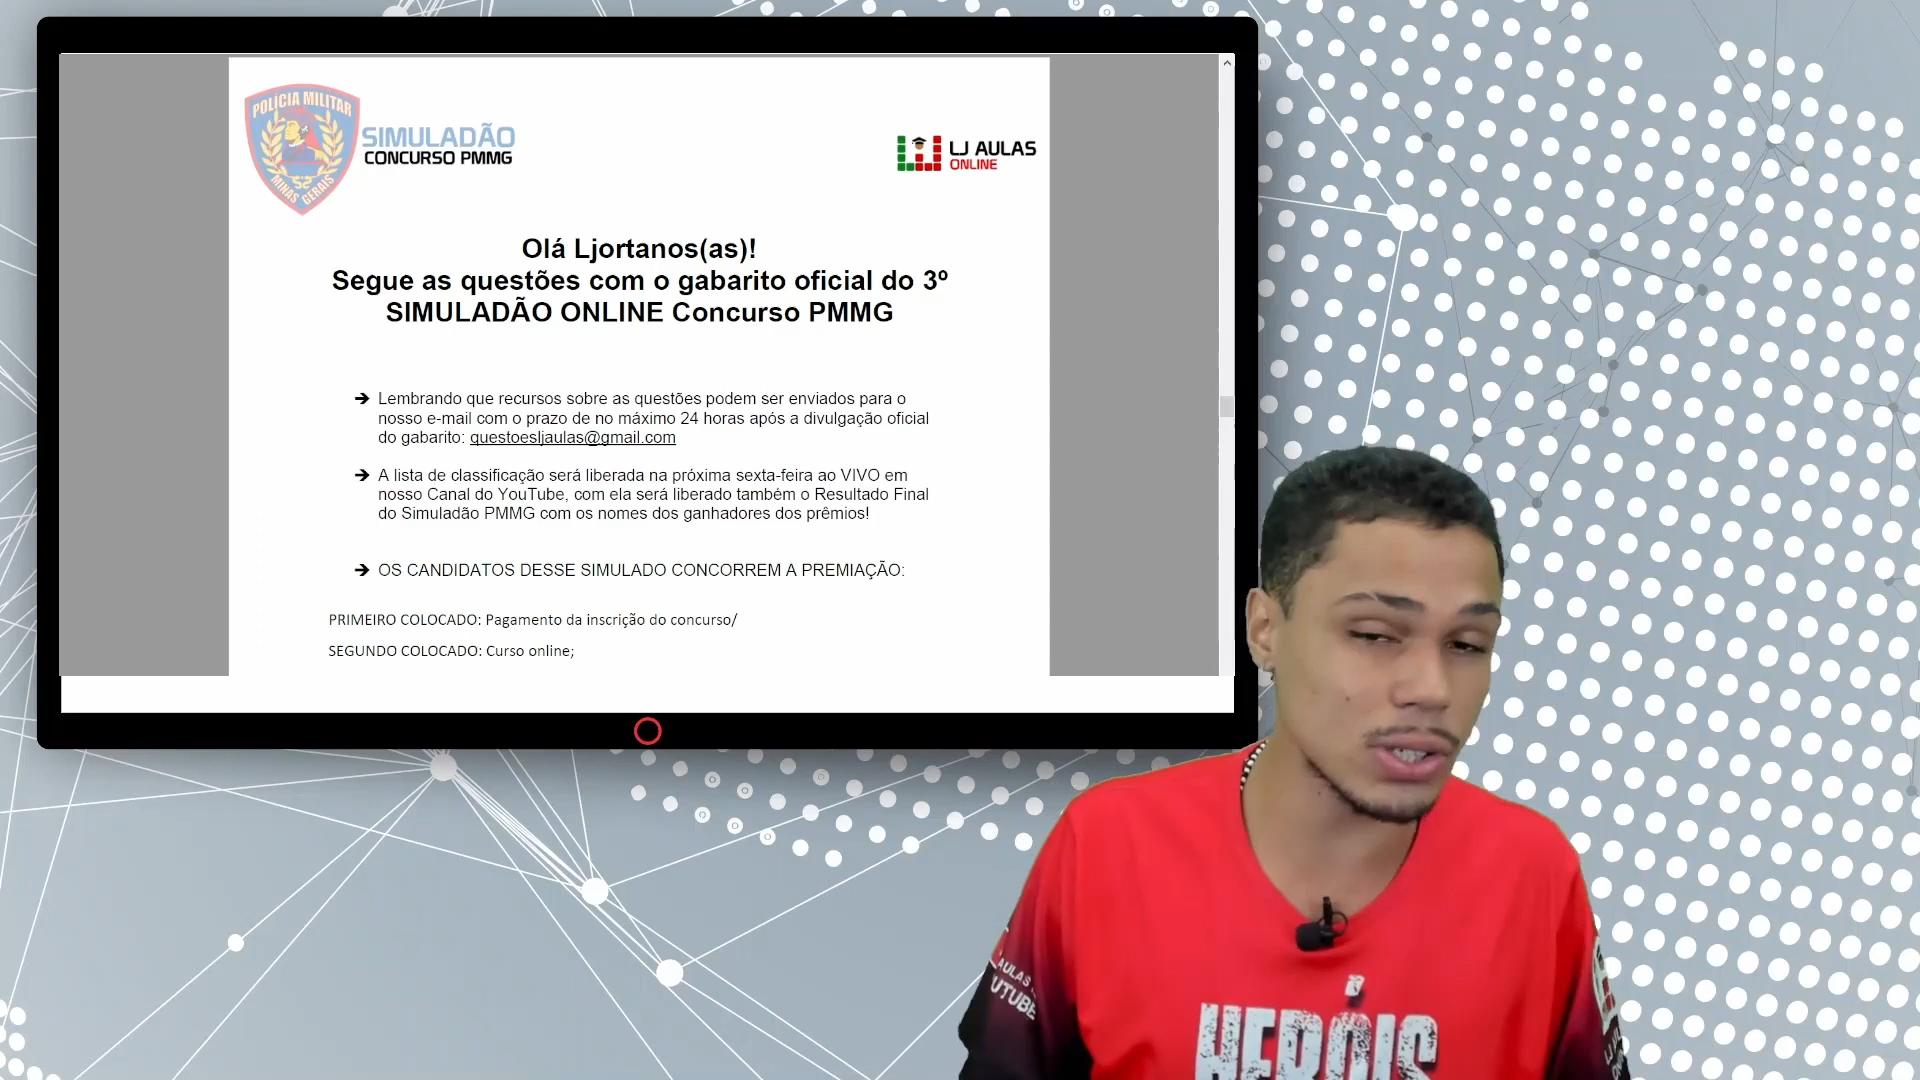 POLÍCIA MILITAR
MINAS GERAIS
SIMULADÃO
CONCURSO PMMG
LJ AULAS
ONLINE
Olá Ljortanos(as)!
Segue as questões com o gabarito oficial do 3º
SIMULADÃO ONLINE Concurso PMMG
➔ Lembrando que recursos sobre as questões podem ser enviados para o
nosso e-mail com o prazo de no máximo 24 horas após a divulgação oficial
do gabarito: questoesljaulas@gmail.com
➔ A lista de classificação será liberada na próxima sexta-feira ao VIVO em
nosso Canal do YouTube, com ela será liberado também o Resultado Final
do Simuladão PMMG com os nomes dos ganhadores dos prêmios!
➔ OS CANDIDATOS DESSE SIMULADO CONCORREM A PREMIAÇÃO:
PRIMEIRO COLOCADO: Pagamento da inscrição do concurso/
SEGUNDO COLOCADO: Curso online;
AULAS
UTUBE
HERÓIS